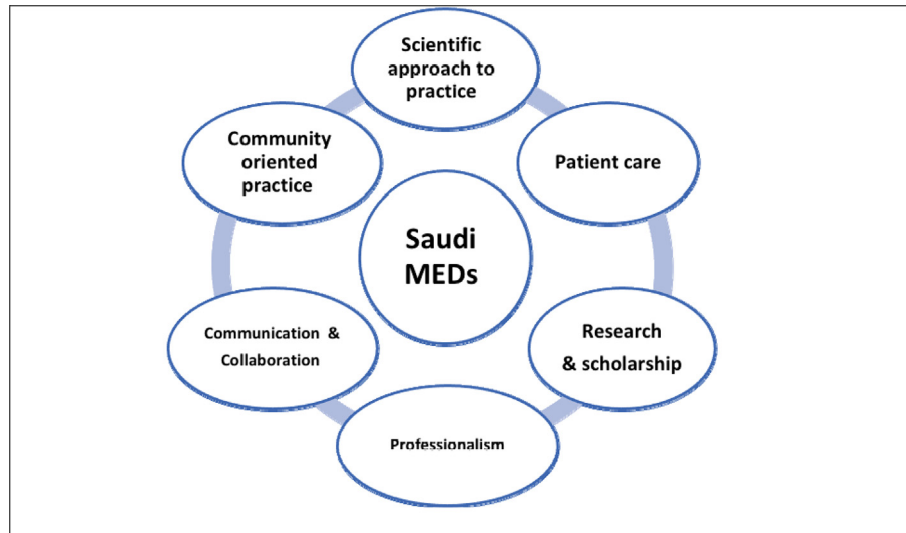 Scientific
approach to
practice
Community
oriented
practice
Patient care
Saudi
MEDs
Communication &
Collaboration
Research
& scholarship
Professionalism